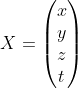 X = (x
y
z
t)